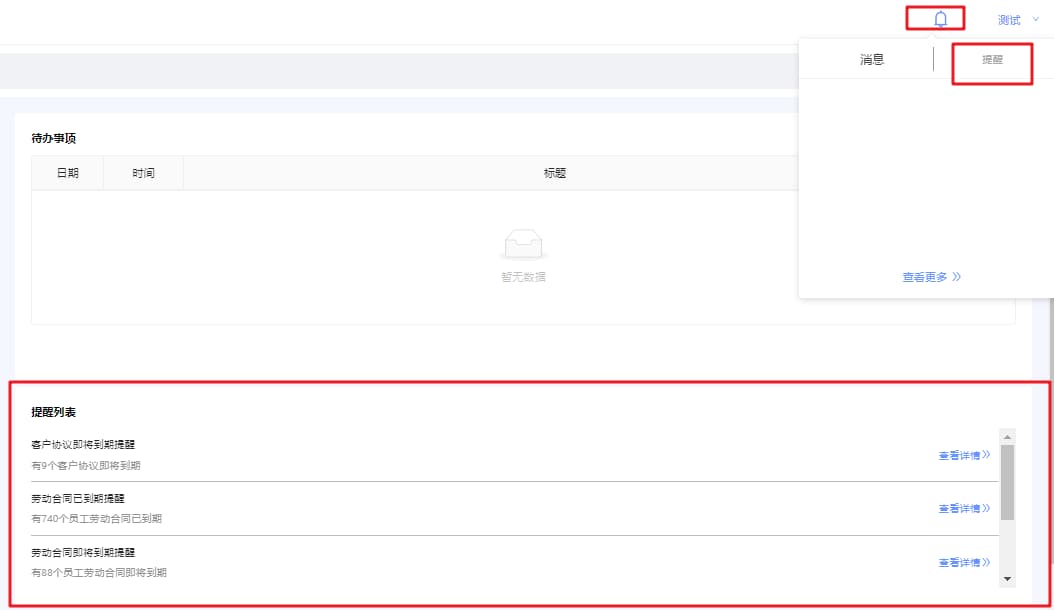 测试
消息
提醒
待办事项
日期 时间 标题
暂无数据
查看更多
提醒列表
客户协议即将到期提醒
有9个客户协议即将到期
查看详情
劳动合同已到期提醒
有740个员工劳动合同已到期
查看详情
劳动合同即将到期提醒
有88个员工劳动合同即将到期
查看详情